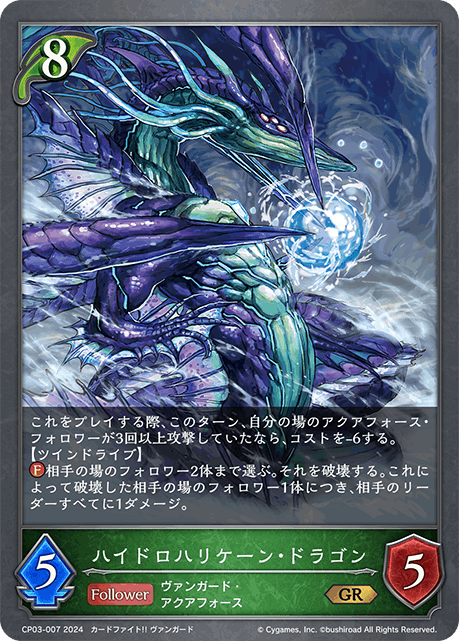 8
これをプレイする際、このターン、自分の場のアクアフォース・
フォロワーが3回以上攻撃していたなら、コストを-6する。
【ツインドライブ】
F相手の場のフォロワー2体まで選ぶ。それを破壊する。これに
よって破壊した相手の場のフォロワー1体につき、相手のリー
ダーすべてに1ダメージ。
ハイドロハリケーン・ドラゴン
5
Follower
ヴァンガード・
アクアフォース
GR
5
CP03-007 2024 カードファイト!! ヴァンガード
© Cygames, Inc. ©bushiroad All Rights Reserved.